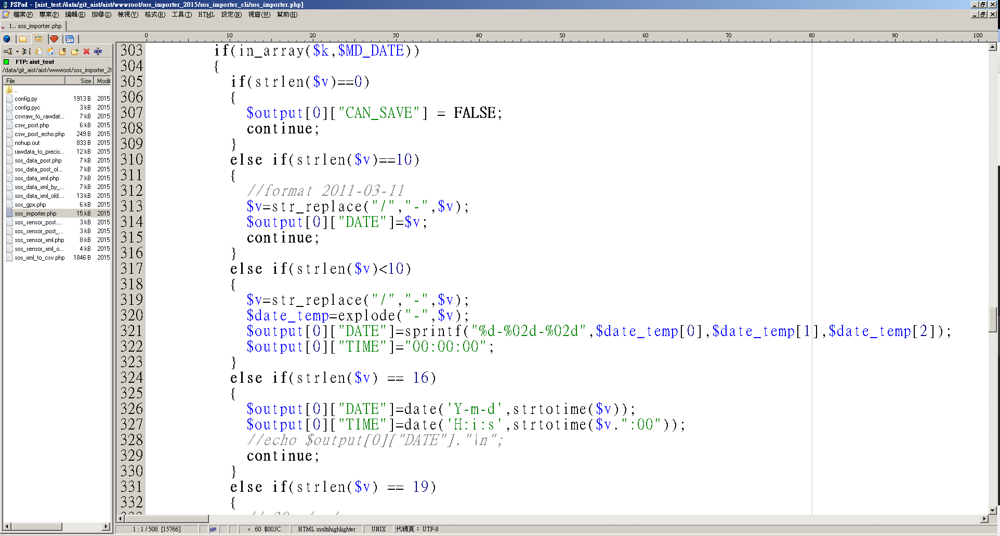 PSPad - [aist_test:/data/git_aist/aist/wwwroot/sos_importer_2015/sos_importer_cli/sos_importer.php]
檔案(F) 專案(P) 編輯(E) 搜尋(S) 檢視(V) 格式(R) 工具(T) HTML 設定(N) 視窗(W) 幫助(H)
1.. sos_importer.php
0 10 20 30 40 50 60 70 80 90 100
FTP: aist_test
/data/git_aist/aist/wwwroot/sos_importer_2
File Size Modi
..
config.py 1913 B 2015
config.pyc 3 kB 2015
csvraw_to_rawdat... 7 kB 2015
csw_post.php 6 kB 2015
csw_post_echo.php 249 B 2015
nohup.out 833 B 2015
rawdata_to_precis... 12 kB 2015
sos_data_post.php 7 kB 2015
sos_data_post_ol... 7 kB 2015
sos_data_xml.php 7 kB 2015
sos_data_xml_by_... 7 kB 2015
sos_data_xml_old.... 13 kB 2015
sos_gpx.php 6 kB 2015
sos_importer.php 15 kB 2015
sos_sensor_post.... 3 kB 2015
sos_sensor_post_... 3 kB 2015
sos_sensor_xml.php 8 kB 2015
sos_sensor_xml_o... 4 kB 2015
sos_xml_to_csv.php 1846 B 2015
303 if(in_array($k,$MD_DATE))
304 {
305 if(strlen($v)==0)
306 {
307 $output[0]["CAN_SAVE"] = FALSE;
308 continue;
309 }
310 else if(strlen($v)==10)
311 {
312 //format 2011-03-11
313 $v=str_replace("/","-",$v);
314 $output[0]["DATE"]=$v;
315 continue;
316 }
317 else if(strlen($v)<10)
318 {
319 $v=str_replace("/","-",$v);
320 $date_temp=explode("-",$v);
321 $output[0]["DATE"]=sprintf("%d-%02d-%02d",$date_temp[0],$date_temp[1],$date_temp[2]);
322 $output[0]["TIME"]="00:00:00";
323 }
324 else if(strlen($v) == 16)
325 {
326 $output[0]["DATE"]=date('Y-m-d',strtotime($v));
327 $output[0]["TIME"]=date('H:i:s',strtotime($v.":00"));
328 //echo $output[0]["DATE"]."\n";
329 continue;
330 }
331 else if(strlen($v) == 19)
332 {
1 : 1 / 508 [15766] < 60 $003C HTML multihighlighter UNIX 代碼頁： UTF-8